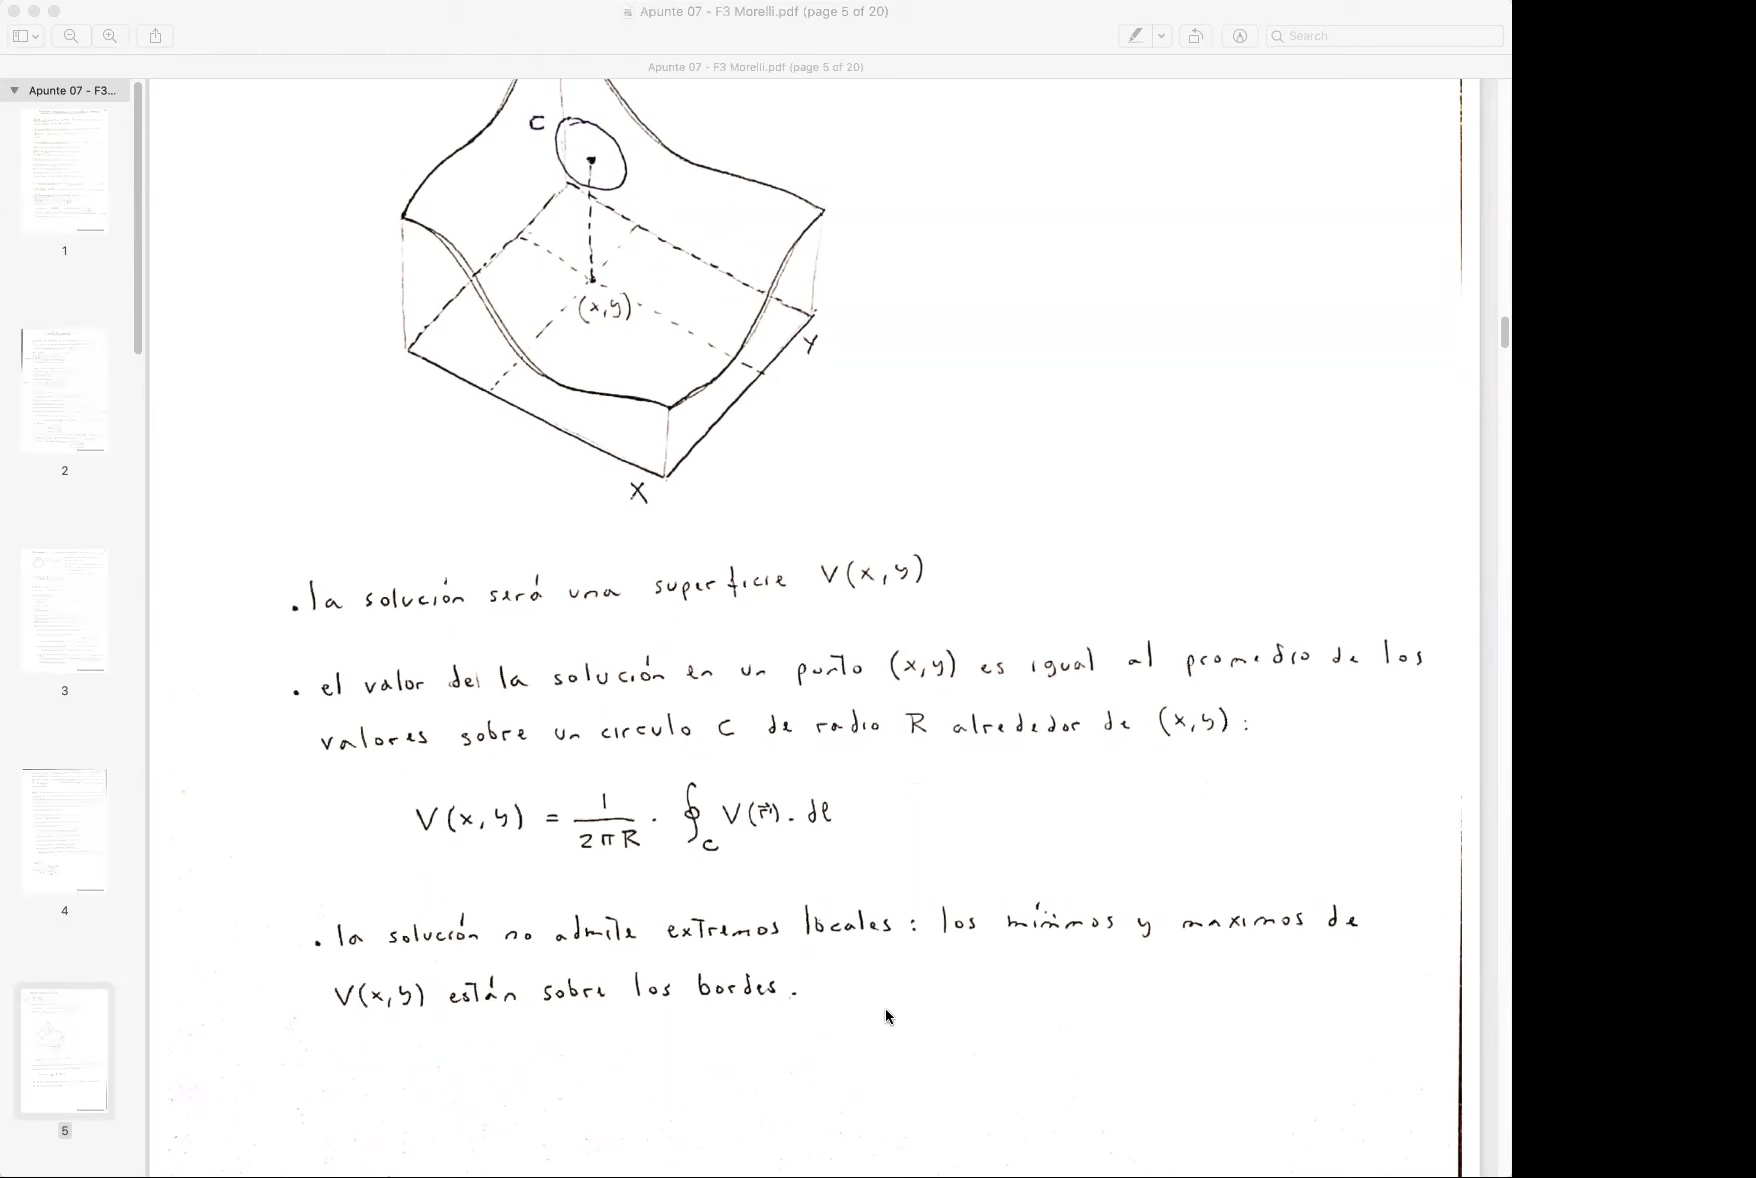 Apunte 07 - F3 Morelli.pdf (page 5 of 20)
Search
Apunte 07 - F3 Morelli.pdf (page 5 of 20)
Apunte 07 - F3...
1
2
3
4
5
C
(x,y)
Y
X
. la solución será una superficie V(x,y)
. el valor del la solución en un punto (x,y) es igual al promedio de los
valores sobre un circulo C de radio R alrededor de (x,y):
V(x,y) = 1/(2πR) · ∮_C V(r⃗) · dl
. la solución no admite extremos locales: los mínimos y maximos de
V(x,y) están sobre los bordes.